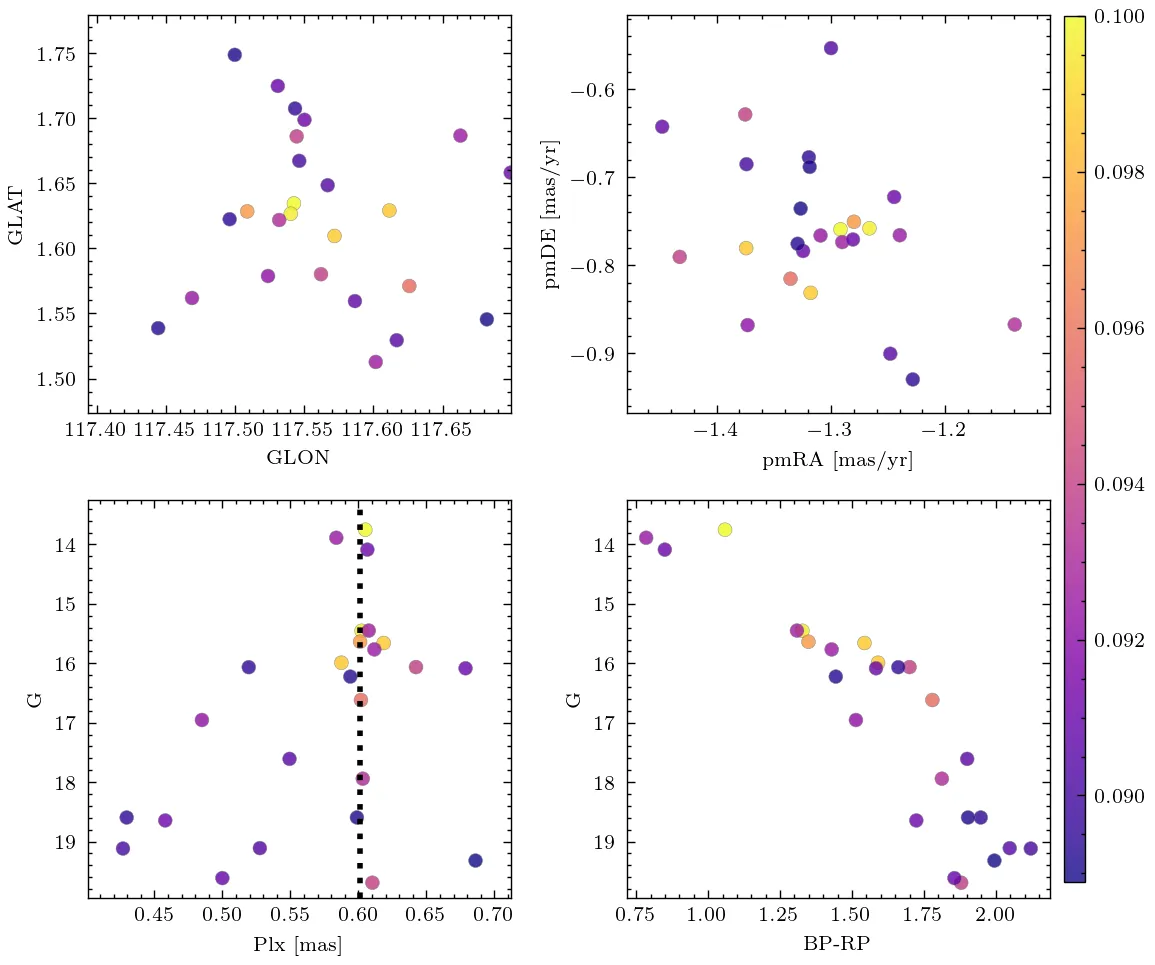 1.75
1.70
1.65
1.60
1.55
1.50
GLAT
117.40 117.45 117.50 117.55 117.60 117.65
GLON
−0.6
−0.7
−0.8
−0.9
pmDE [mas/yr]
−1.4 −1.3 −1.2
pmRA [mas/yr]
14
15
16
17
18
19
G
0.45 0.50 0.55 0.60 0.65 0.70
Plx [mas]
14
15
16
17
18
19
G
0.75 1.00 1.25 1.50 1.75 2.00
BP-RP
0.100
0.098
0.096
0.094
0.092
0.090